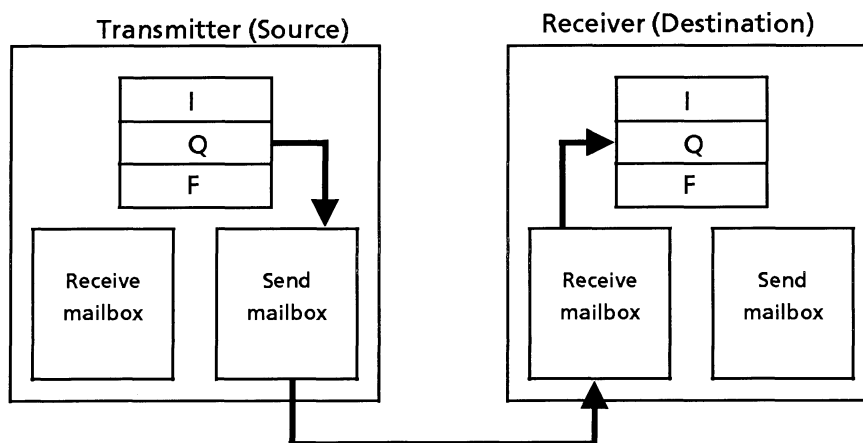 Transmitter (Source)
I
Q
F
Receive
mailbox
Send
mailbox
Receiver (Destination)
I
Q
F
Receive
mailbox
Send
mailbox